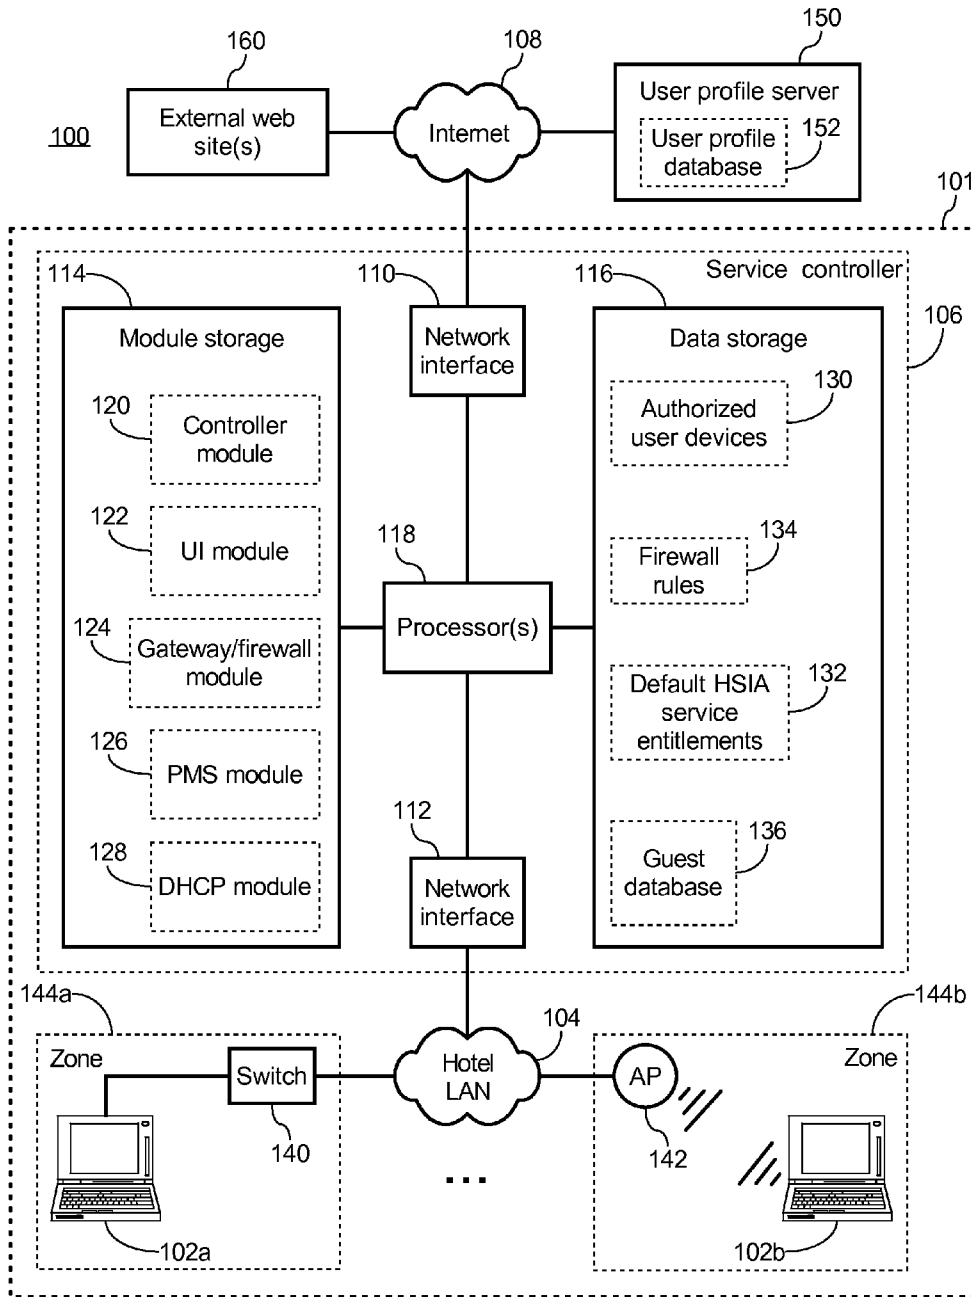 160
108
150
100
External web
site(s)
Internet
User profile server
User profile
database
152
101
114
110
116
Service controller
106
Module storage
Network
interface
Data storage
120
Controller
module
Authorized
user devices
130
122
UI module
118
Firewall
rules
134
124
Gateway/firewall
module
Processor(s)
Default HSIA
service
entitlements
132
126
PMS module
112
128
DHCP module
Network
interface
Guest
database
136
144a
144b
Zone
Switch
104
Hotel
LAN
AP
Zone
140
142
...
102a
102b